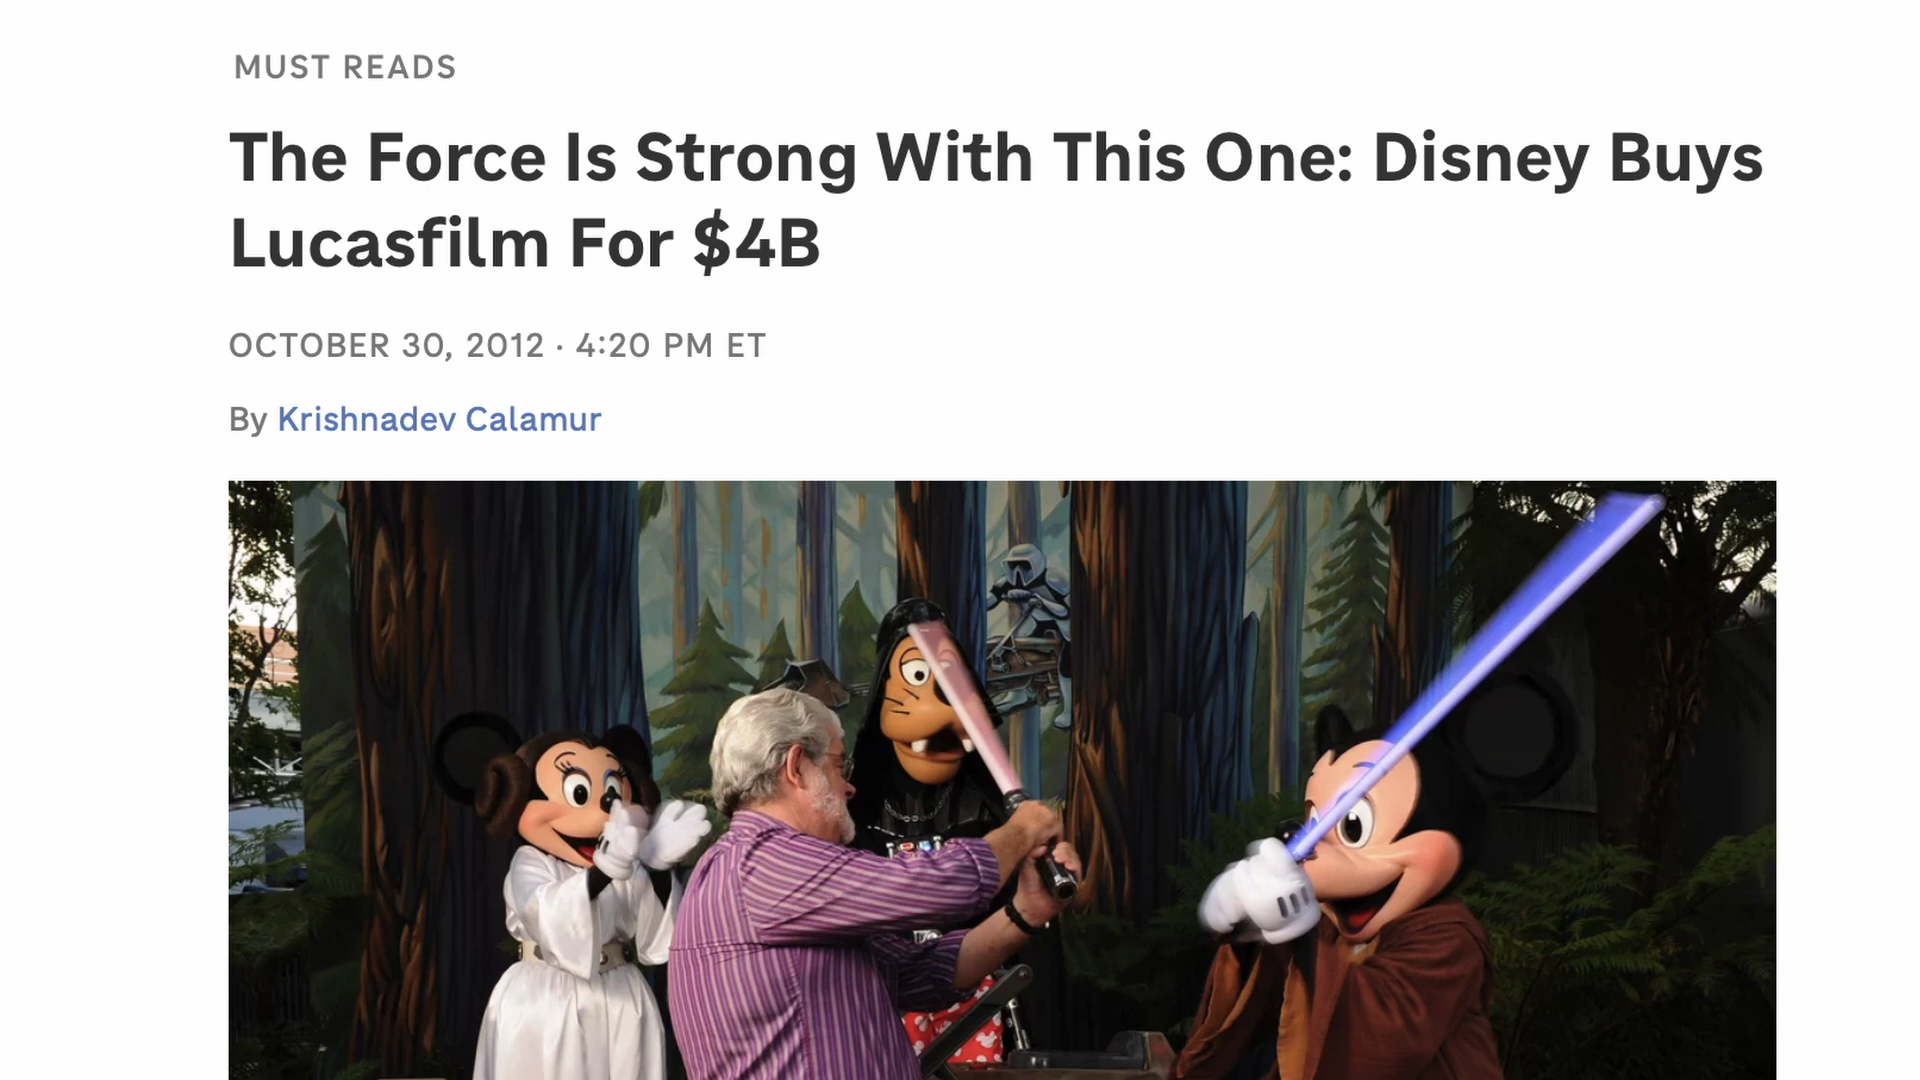 MUST READS
The Force Is Strong With This One: Disney Buys
Lucasfilm For $4B
OCTOBER 30, 2012 · 4:20 PM ET
By Krishnadev Calamur